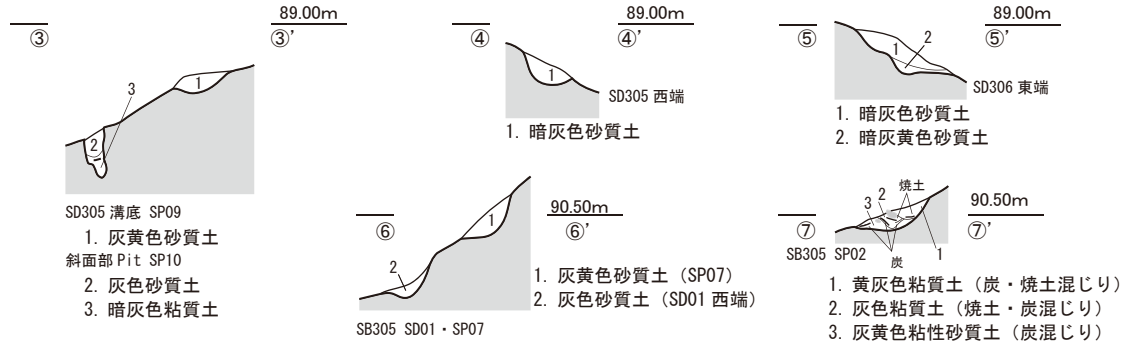 89.00m
③ ③’
1
3
2
SD305 溝底 SP09
1. 灰黄色砂質土
斜面部 Pit SP10
2. 灰色砂質土
3. 暗灰色粘質土
89.00m
④ ④’
1
SD305 西端
1. 暗灰色砂質土
89.00m
⑤ ⑤’
1 2
SD306 東端
1. 暗灰色砂質土
2. 暗灰黄色砂質土
90.50m
⑥ ⑥’
1
2
SB305 SD01・SP07
1. 灰黄色砂質土（SP07）
2. 灰色砂質土（SD01 西端）
90.50m
⑦ ⑦’
3 2 焼土
SB305 SP02 炭 1
1. 黄灰色粘質土（炭・焼土混じり）
2. 灰色粘質土（焼土・炭混じり）
3. 灰黄色粘性砂質土（炭混じり）